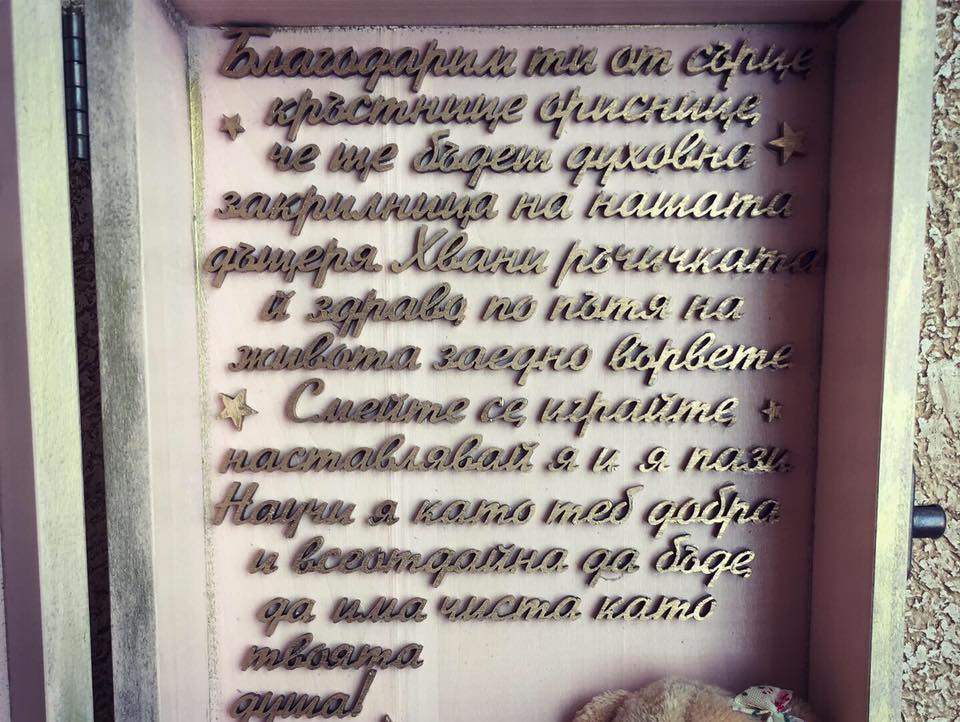 Благодарим ти от сърце,
кръстнице орисницe,
че ще бъдеш духовна
закрилница на нашата
дъщеря. Хвани ръчичката
й здраво, по пътя на
живота заедно вървете
Смейте се, играйте,
наставлявай я и я пази.
Научи я като теб добра
и всеотдайна да бъде,
да има чиста като
твоята
душа!